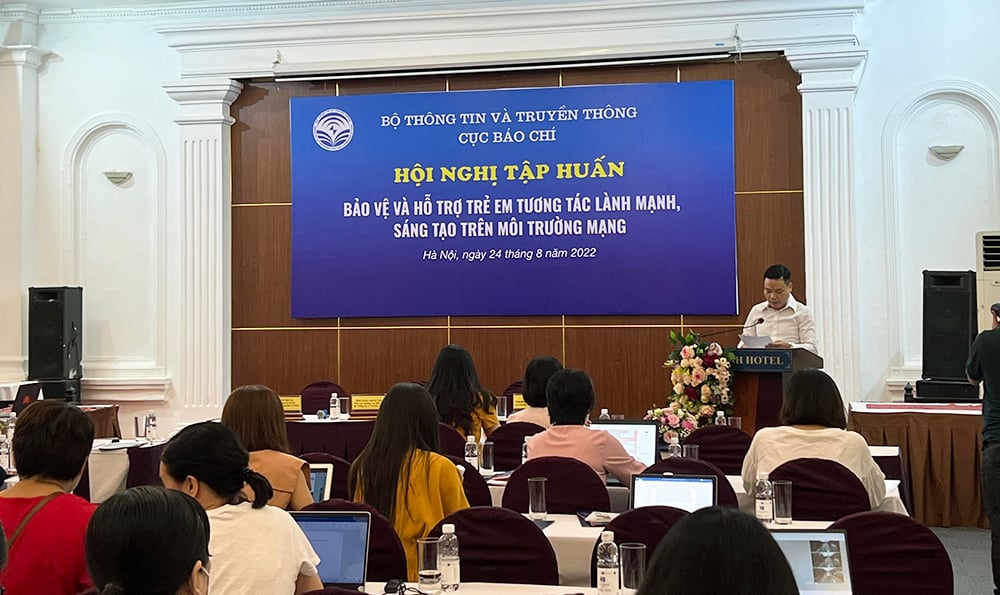 BỘ THÔNG TIN VÀ TRUYỀN THÔNG
CỤC BÁO CHÍ
HỘI NGHỊ TẬP HUẤN
BẢO VỆ VÀ HỖ TRỢ TRẺ EM TƯƠNG TÁC LÀNH MẠNH,
SÁNG TẠO TRÊN MÔI TRƯỜNG MẠNG
Hà Nội, ngày 24 tháng 8 năm 2022
H HOTEL